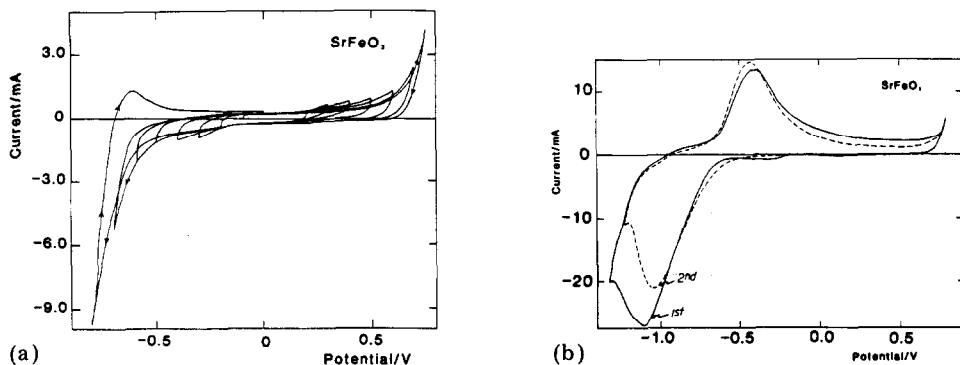 SrFeO₃
3.0
0
-3.0
-6.0
-9.0
Current/mA
-0.5
0
0.5
Potential/V
(a)
SrFeO₃
10
0
-10
-20
Current/mA
2nd
1st
-1.0
-0.5
0.0
0.5
Potential/V
(b)